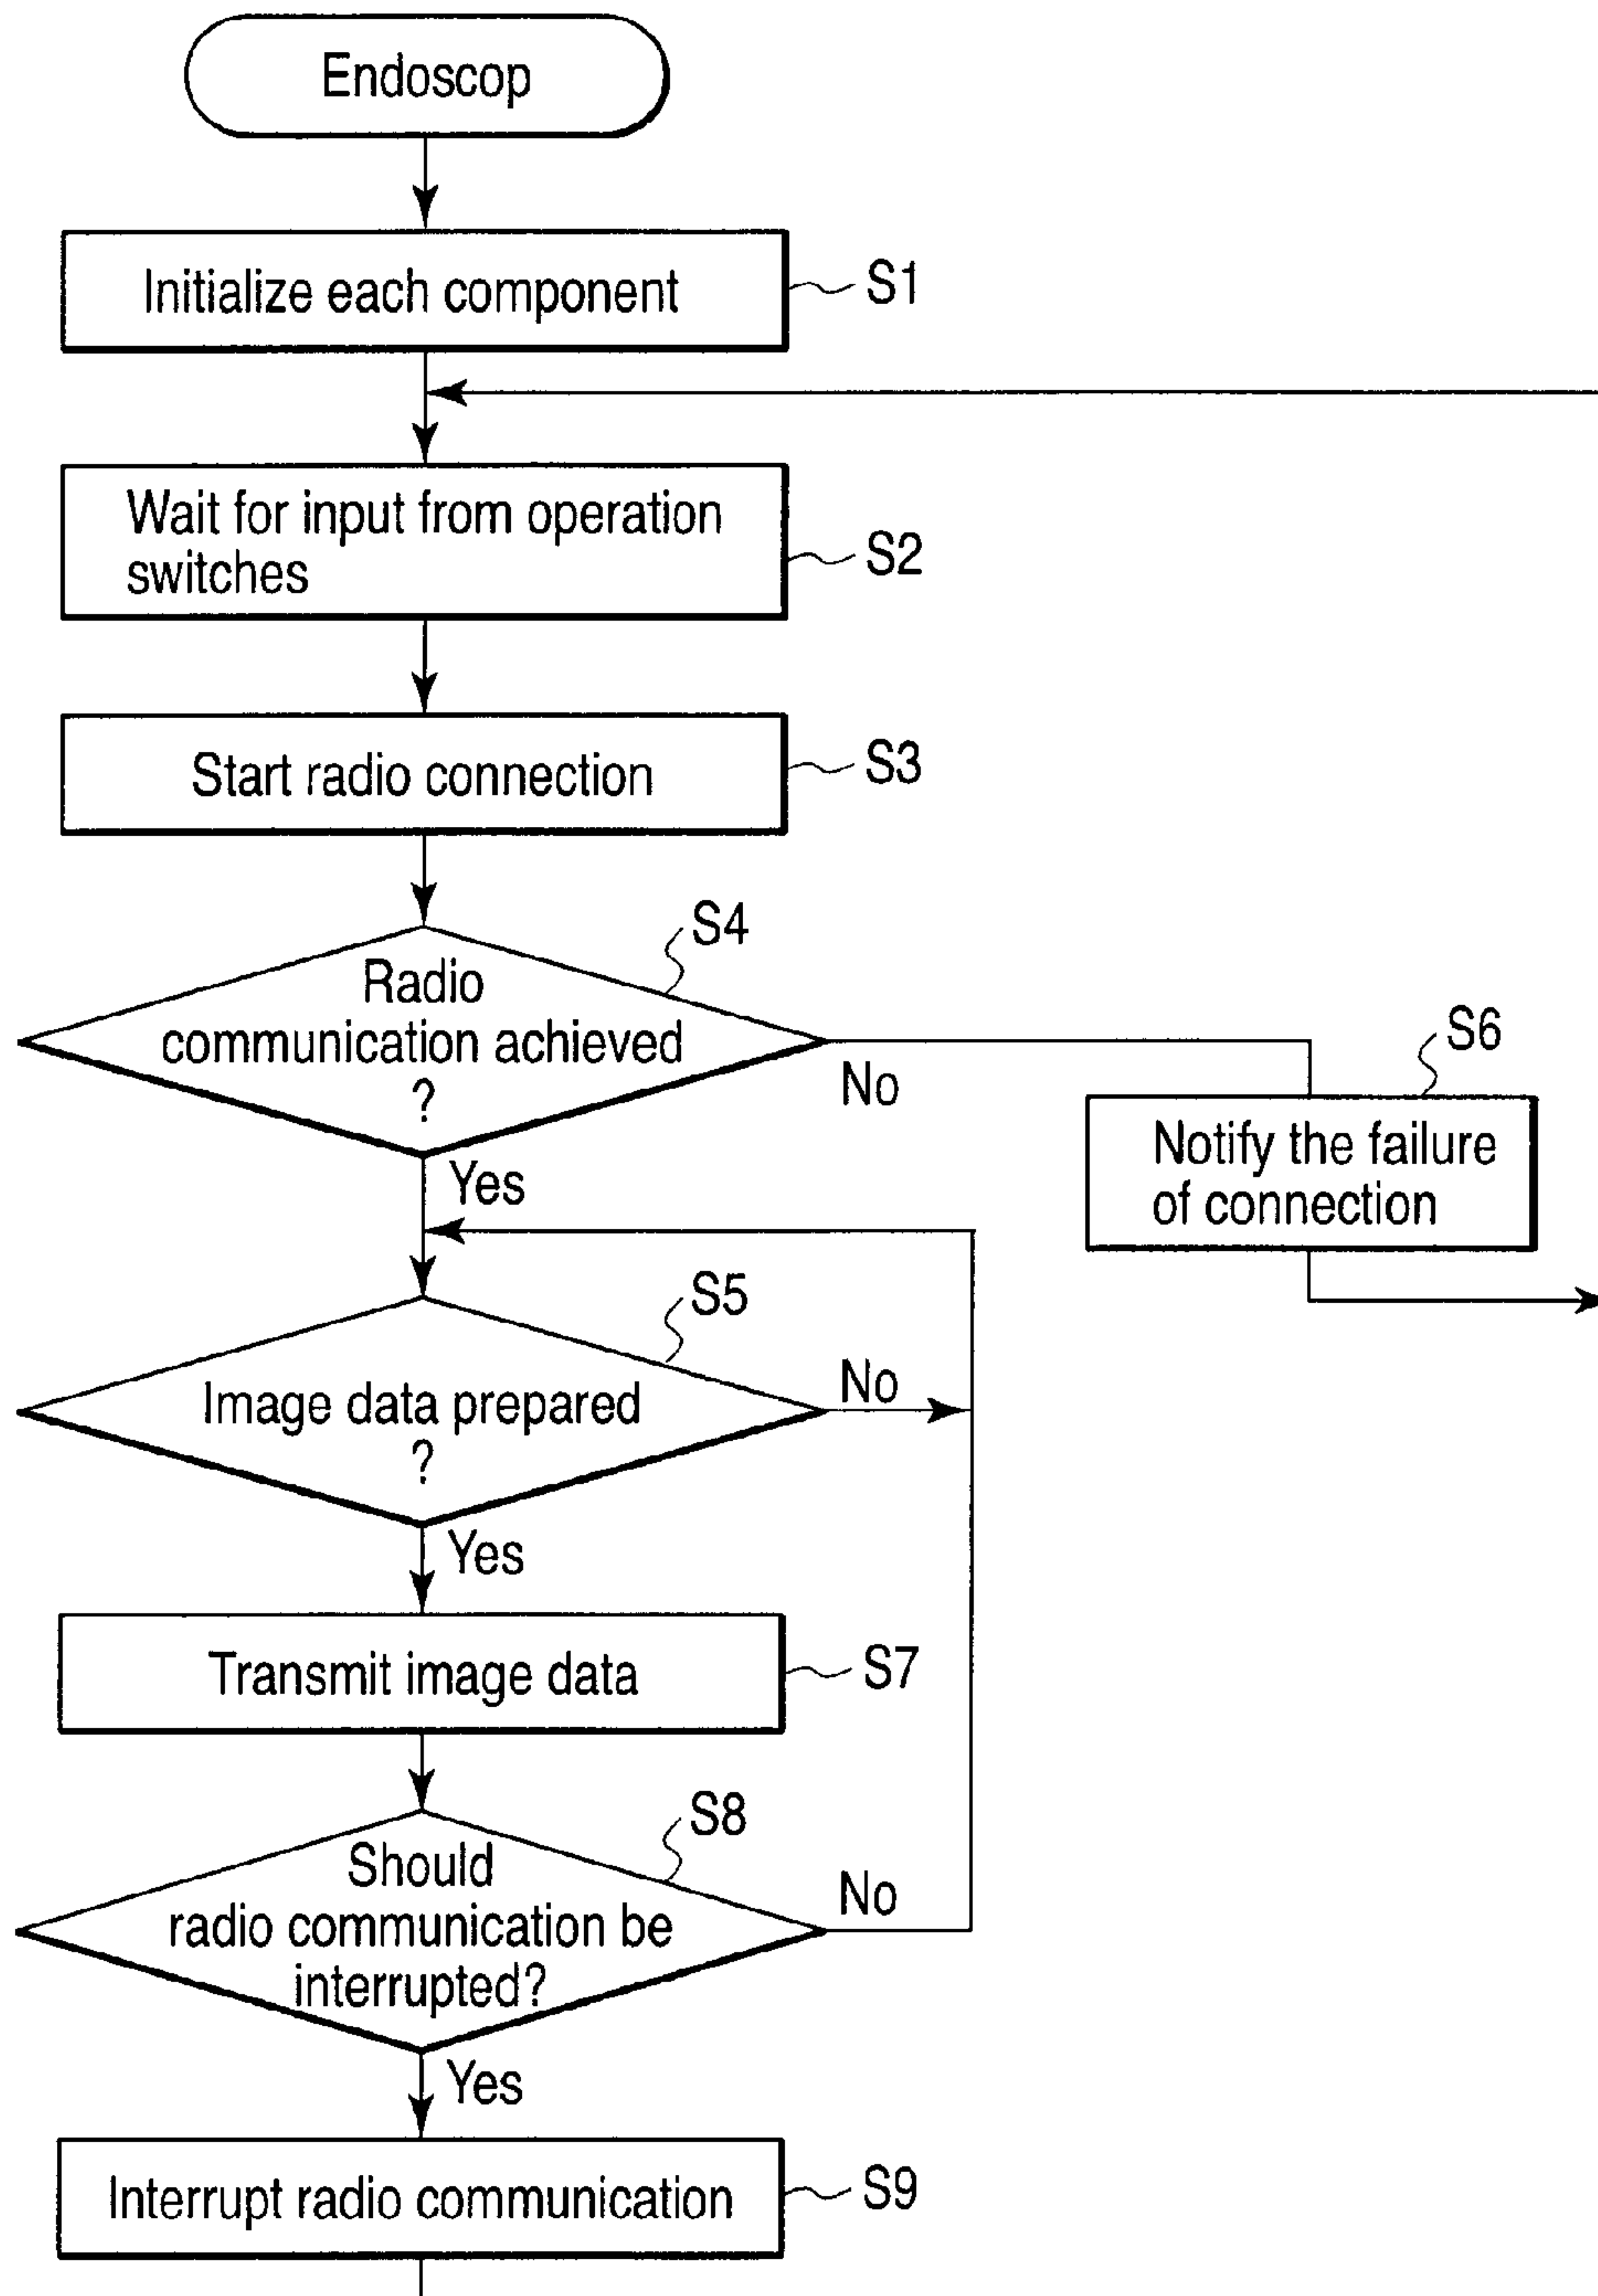 Endoscop
Initialize each component
S1
Wait for input from operation
switches
S2
Start radio connection
S3
S4
Radio
communication achieved
?
No
Yes
S6
Notify the failure
of connection
S5
Image data prepared
?
No
Yes
Transmit image data
S7
S8
Should
radio communication be
interrupted?
No
Yes
Interrupt radio communication
S9